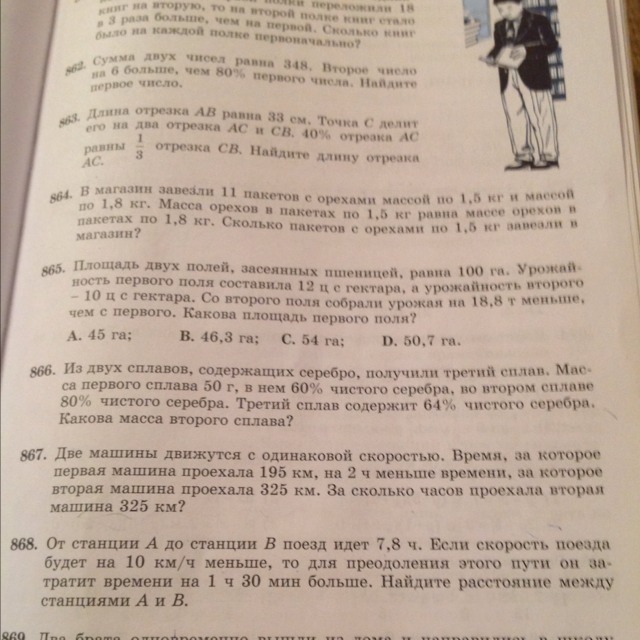 полки переложили 18
книг на вторую, то на второй полке книг стало
в 3 раза больше, чем на первой. Сколько книг
было на каждой полке первоначально?
862. Сумма двух чисел равна 348. Второе число
на 6 больше, чем 80% первого числа. Найдите
первое число.
863. Длина отрезка AB равна 33 см. Точка C делит
его на два отрезка AC и CB. 40% отрезка AC
равны 1/3 отрезка CB. Найдите длину отрезка
AC.
864. В магазин завезли 11 пакетов с орехами массой по 1,5 кг и массой
по 1,8 кг. Масса орехов в пакетах по 1,5 кг равна массе орехов в
пакетах по 1,8 кг. Сколько пакетов с орехами по 1,5 кг завезли в
магазин?
865. Площадь двух полей, засеянных пшеницей, равна 100 га. Урожай-
ность первого поля составила 12 ц с гектара, а урожайность второго
– 10 ц с гектара. Со второго поля собрали урожая на 18,8 т меньше,
чем с первого. Какова площадь первого поля?
A. 45 га; B. 46,3 га; C. 54 га; D. 50,7 га.
866. Из двух сплавов, содержащих серебро, получили третий сплав. Мас-
са первого сплава 50 г, в нем 60% чистого серебра, во втором сплаве
80% чистого серебра. Третий сплав содержит 64% чистого серебра.
Какова масса второго сплава?
867. Две машины движутся с одинаковой скоростью. Время, за которое
первая машина проехала 195 км, на 2 ч меньше времени, за которое
вторая машина проехала 325 км. За сколько часов проехала вторая
машина 325 км?
868. От станции A до станции B поезд идет 7,8 ч. Если скорость поезда
будет на 10 км/ч меньше, то для преодоления этого пути он за-
тратит времени на 1 ч 30 мин больше. Найдите расстояние между
станциями A и B.
869. Два брата одновременно вышли из дома и направились в школу